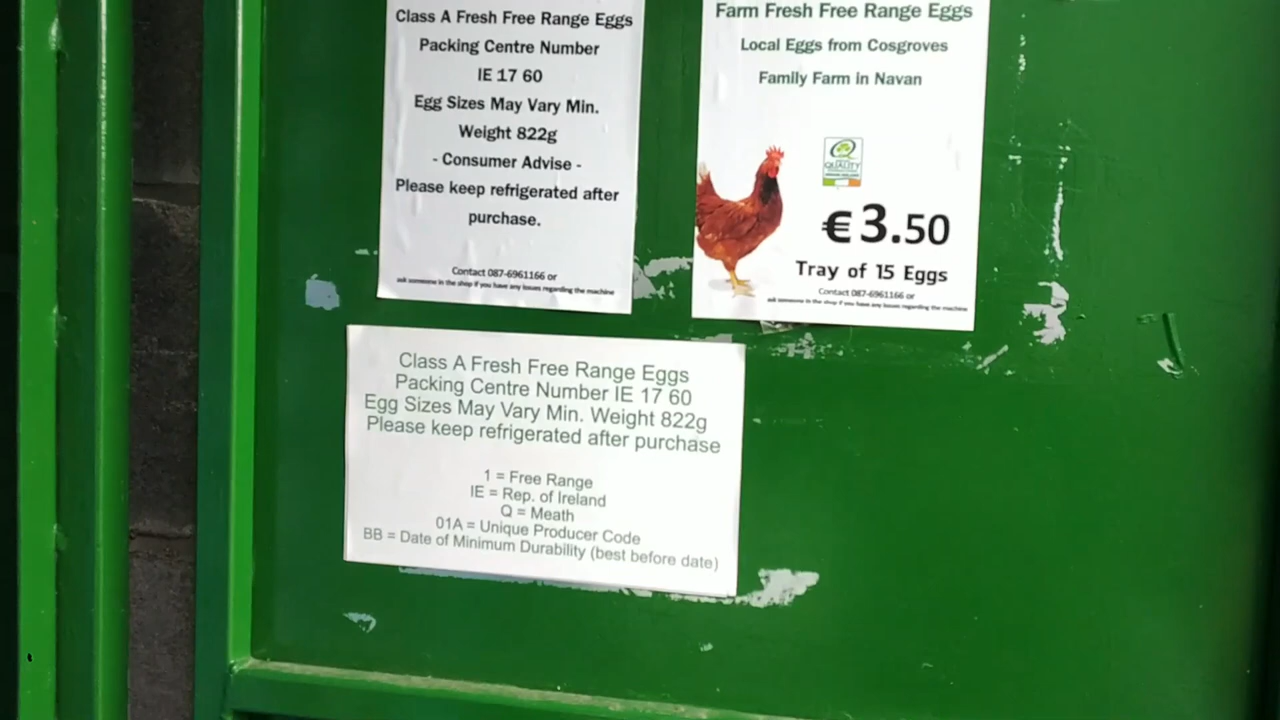 Class A Fresh Free Range Eggs
Packing Centre Number
IE 17 60
Egg Sizes May Vary Min.
Weight 822g
- Consumer Advise -
Please keep refrigerated after
purchase.
Contact 087-6961166 or
ask someone in the shop if you have any issues regarding the machine
Farm Fresh Free Range Eggs
Local Eggs from Cosgroves
Family Farm in Navan
Q
QUALITY
€3.50
Tray of 15 Eggs
Contact 087-6961166 or
ask someone in the shop if you have any issues regarding the machine
Class A Fresh Free Range Eggs
Packing Centre Number IE 17 60
Egg Sizes May Vary Min. Weight 822g
Please keep refrigerated after purchase
1 = Free Range
IE = Rep. of Ireland
Q = Meath
01A = Unique Producer Code
BB = Date of Minimum Durability (best before date)